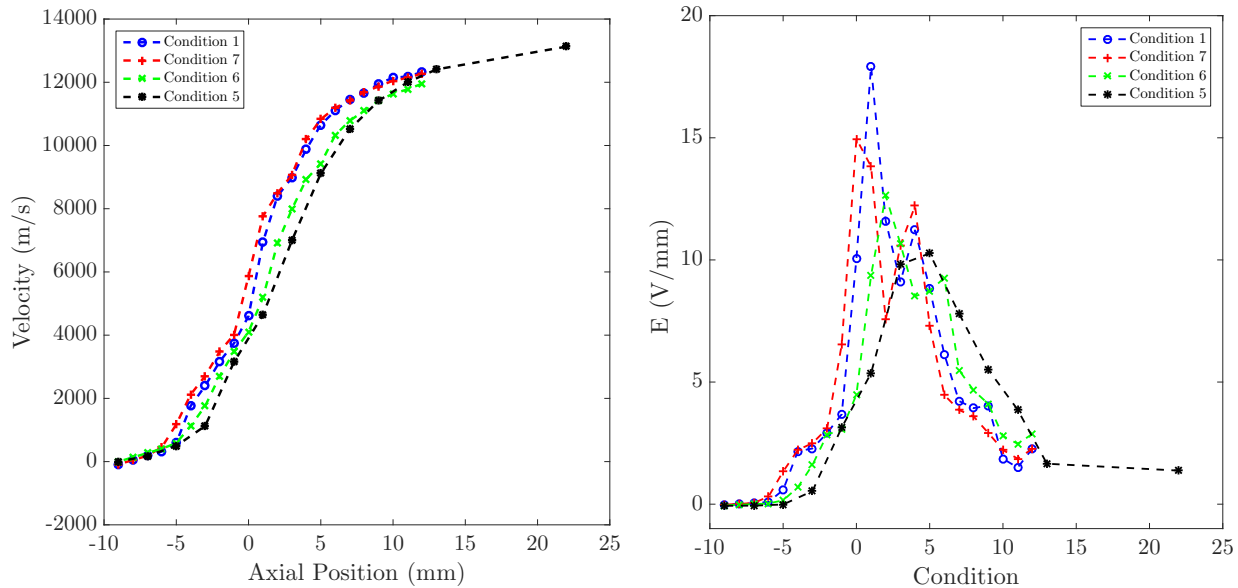 14000
12000
10000
8000
6000
4000
2000
0
-2000
-10
-5
0
5
10
15
20
25
Velocity (m/s)
Axial Position (mm)
Condition 1
Condition 7
Condition 6
Condition 5
20
15
10
5
0
-10
-5
0
5
10
15
20
25
E (V/mm)
Condition
Condition 1
Condition 7
Condition 6
Condition 5